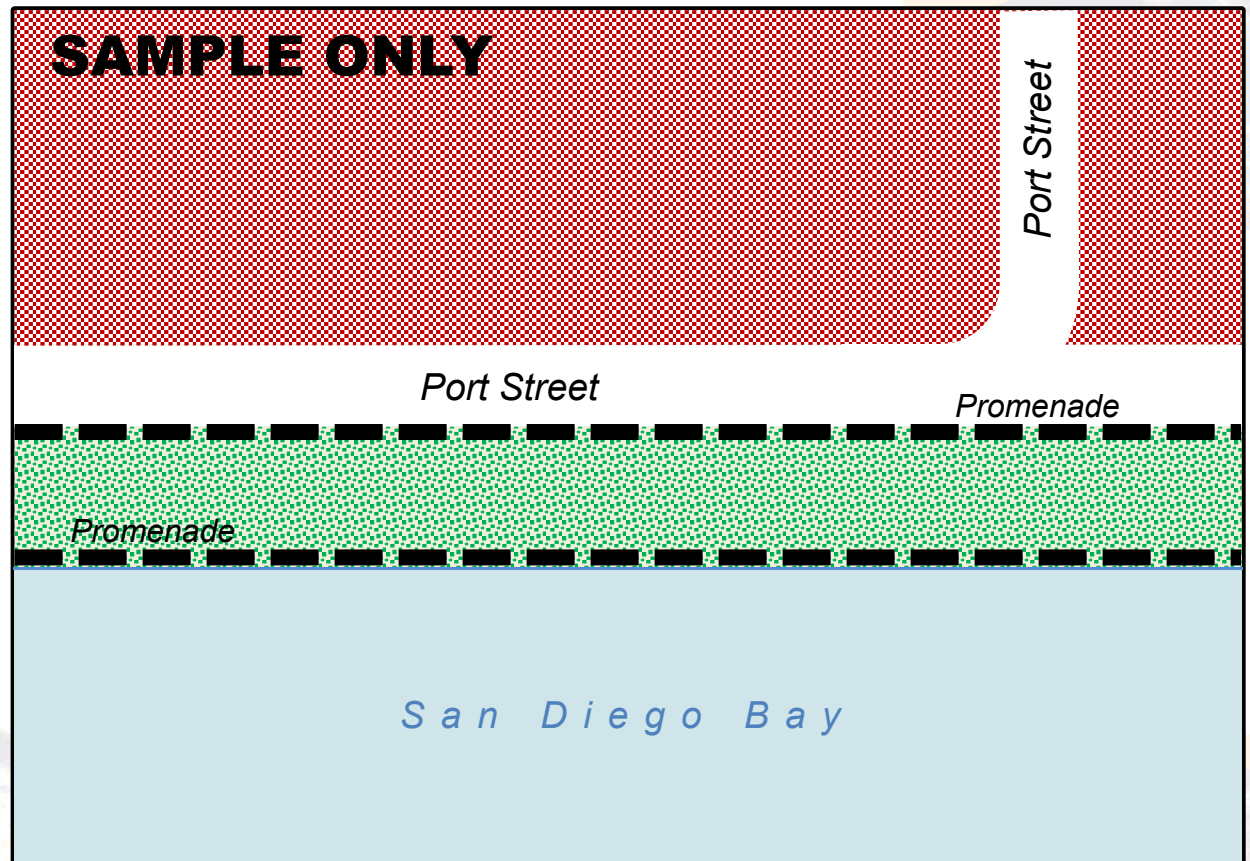 SAMPLE ONLY
Port Street
Port Street
Promenade
Promenade
San Diego Bay